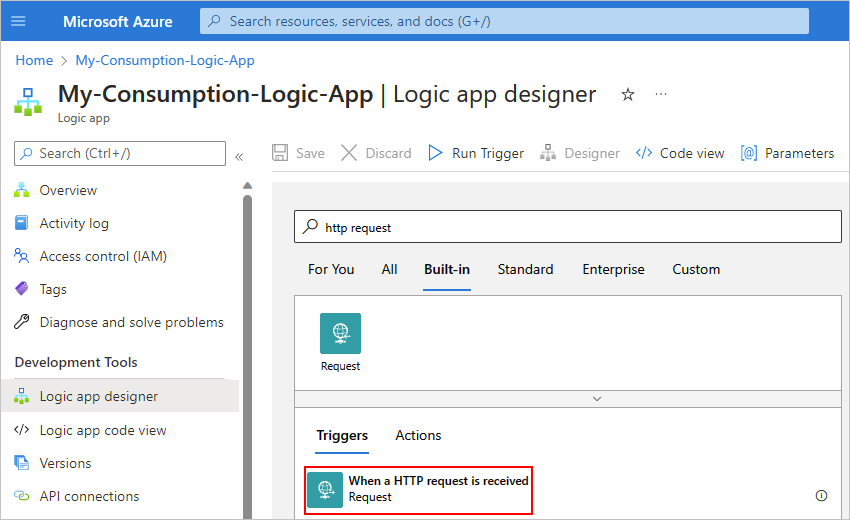 Microsoft Azure
Search resources, services, and docs (G+/)
Home > My-Consumption-Logic-App
My-Consumption-Logic-App | Logic app designer
Logic app
Search (Ctrl+/)
Save
Discard
Run Trigger
Designer
Code view
Parameters
Overview
Activity log
Access control (IAM)
Tags
Diagnose and solve problems
Development Tools
Logic app designer
Logic app code view
Versions
API connections
http request
For You
All
Built-in
Standard
Enterprise
Custom
Request
Triggers
Actions
When a HTTP request is received
Request